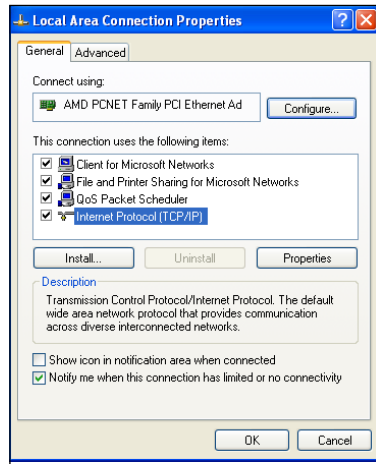 Local Area Connection Properties
General Advanced
Connect using:
AMD PCNET Family PCI Ethernet Ad
Configure...
This connection uses the following items:
Client for Microsoft Networks
File and Printer Sharing for Microsoft Networks
QoS Packet Scheduler
Internet Protocol (TCP/IP)
Install... Uninstall Properties
Description
Transmission Control Protocol/Internet Protocol. The default
wide area network protocol that provides communication
across diverse interconnected networks.
Show icon in notification area when connected
Notify me when this connection has limited or no connectivity
OK Cancel